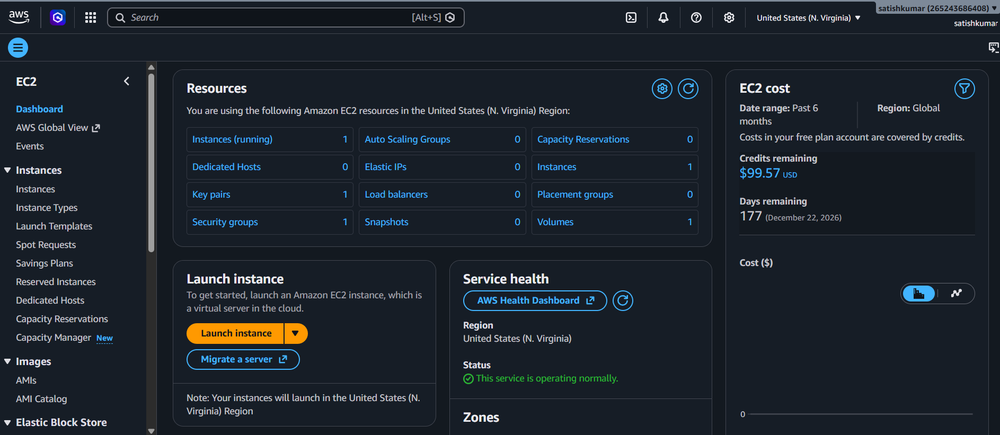 aws
Search
[Alt+S]
United States (N. Virginia)
satishkumar (265243686408)
satishkumar
EC2
Dashboard
AWS Global View
Events
Instances
Instances
Instance Types
Launch Templates
Spot Requests
Savings Plans
Reserved Instances
Dedicated Hosts
Capacity Reservations
Capacity Manager New
Images
AMIs
AMI Catalog
Elastic Block Store
Resources
You are using the following Amazon EC2 resources in the United States (N. Virginia) Region:
Instances (running) 1
Auto Scaling Groups 0
Capacity Reservations 0
Dedicated Hosts 0
Elastic IPs 0
Instances 1
Key pairs 1
Load balancers 0
Placement groups 0
Security groups 1
Snapshots 0
Volumes 1
Launch instance
To get started, launch an Amazon EC2 instance, which is
a virtual server in the cloud.
Launch instance
Migrate a server
Note: Your instances will launch in the United States (N.
Virginia) Region
Service health
AWS Health Dashboard
Region
United States (N. Virginia)
Status
This service is operating normally.
Zones
EC2 cost
Date range: Past 6
months
Region: Global
Costs in your free plan account are covered by credits.
Credits remaining
$99.57 USD
Days remaining
177 (December 22, 2026)
Cost ($)
0